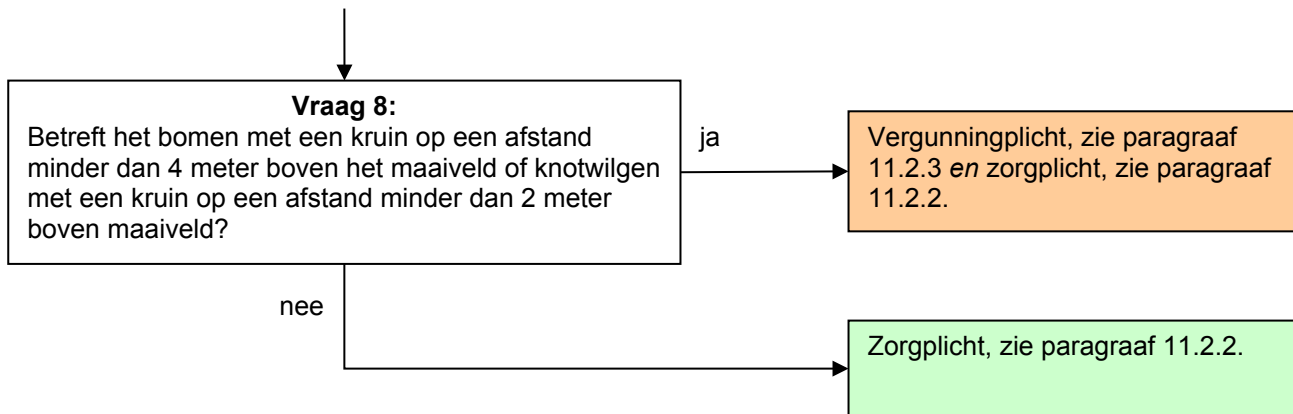 Vraag 8:
Betreft het bomen met een kruin op een afstand
minder dan 4 meter boven het maaiveld of knotwilgen
met een kruin op een afstand minder dan 2 meter
boven maaiveld?
ja
Vergunningplicht, zie paragraaf
11.2.3 en zorgplicht, zie paragraaf
11.2.2.
nee
Zorgplicht, zie paragraaf 11.2.2.